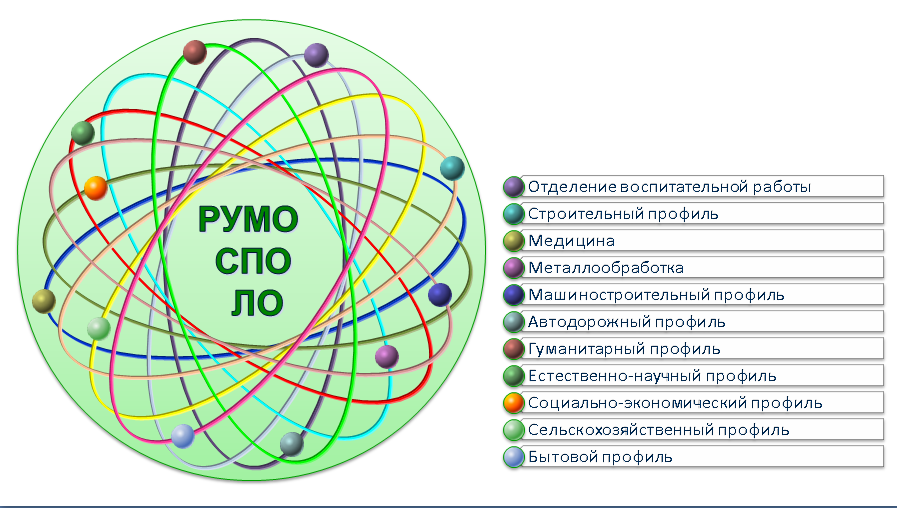 РУМО
СПО
ЛО
Отделение воспитательной работы
Строительный профиль
Медицина
Металлообработка
Машиностроительный профиль
Автодорожный профиль
Гуманитарный профиль
Естественно-научный профиль
Социально-экономический профиль
Сельскохозяйственный профиль
Бытовой профиль